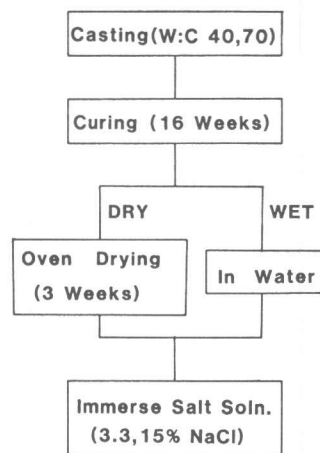 Casting(W:C 40,70)
Curing (16 Weeks)
DRY
WET
Oven Drying
(3 Weeks)
In Water
Immerse Salt Soln.
(3.3,15% NaCl)